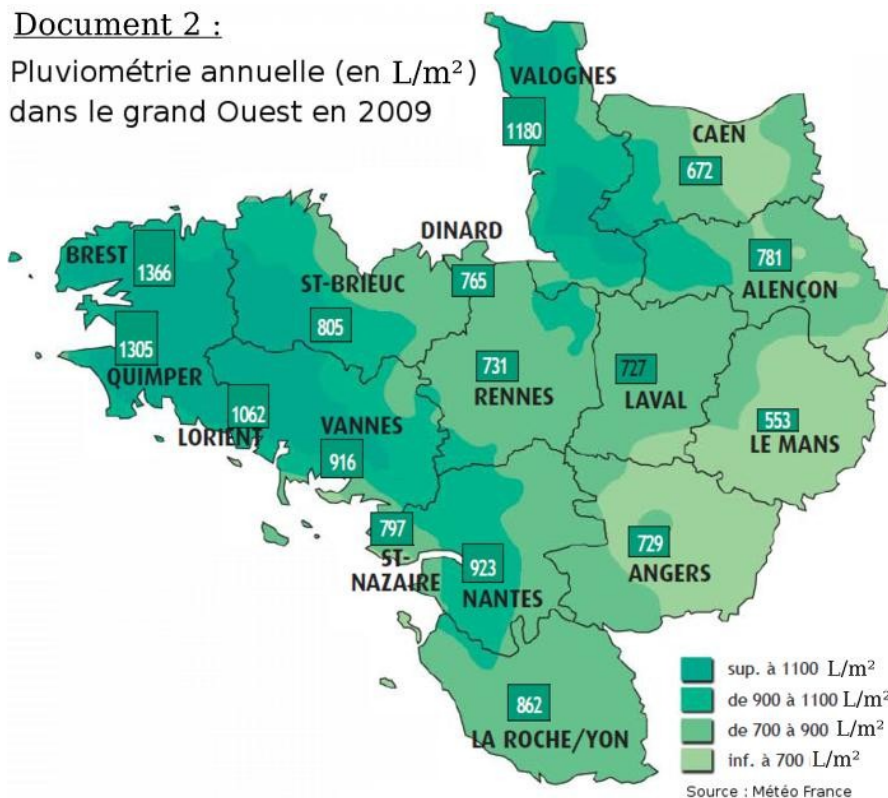 Document 2 :
Pluviométrie annuelle (en L/m²)
dans le grand Ouest en 2009
VALOGNES
1180
CAEN
672
DINARD
765
BREST
1366
ST-BRIEUC
805
781
ALENÇON
1305
QUIMPER
731
RENNES
727
LAVAL
1062
LORIENT
VANNES
916
553
LE MANS
797
ST-
NAZAIRE
923
NANTES
729
ANGERS
862
LA ROCHE/YON
sup. à 1100 L/m²
de 900 à 1100 L/m²
de 700 à 900 L/m²
inf. à 700 L/m²
Source : Météo France